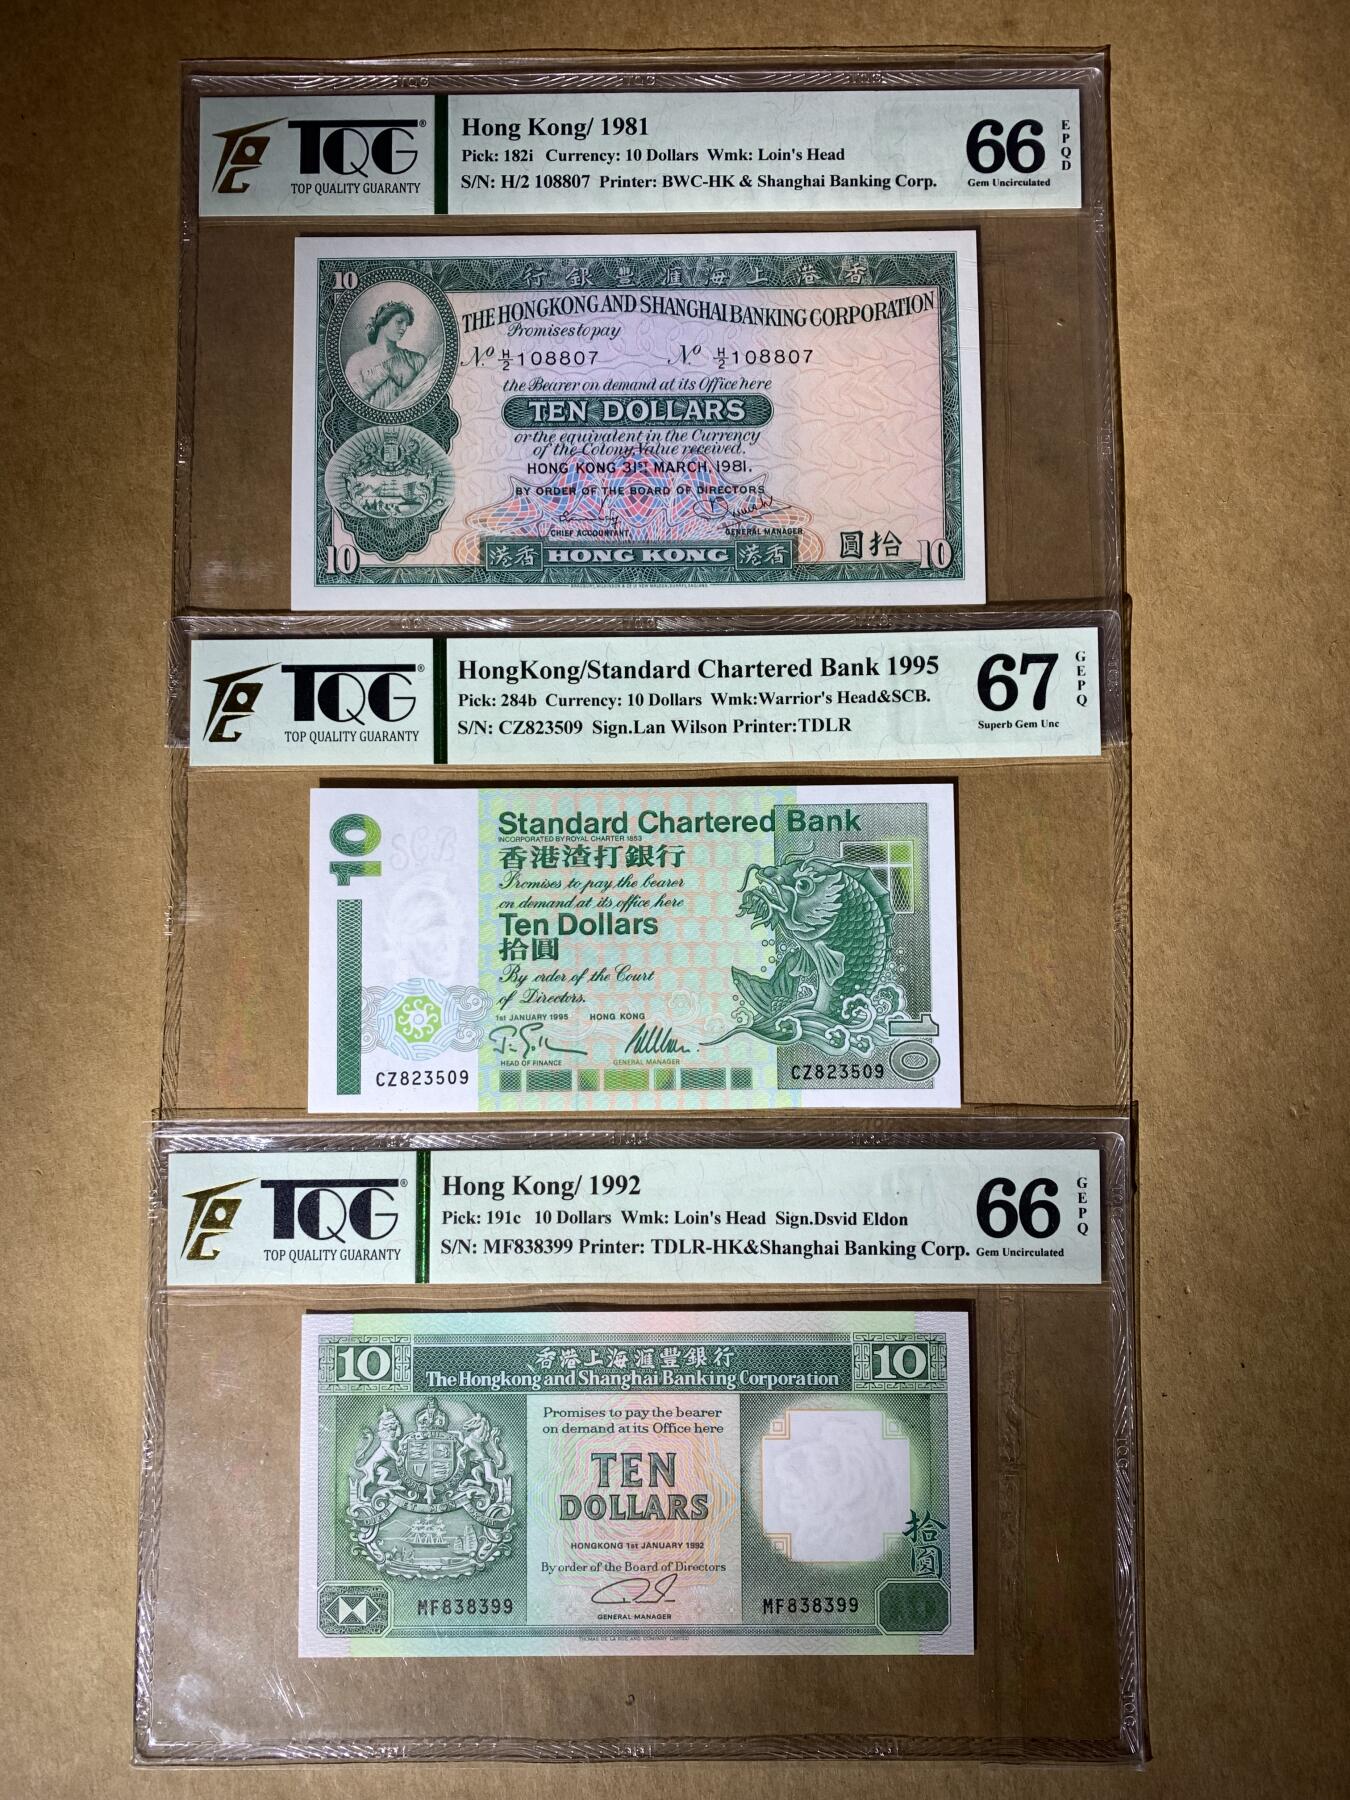 TQG®
TOP QUALITY GUARANTY
Hong Kong/ 1981
Pick: 182i Currency: 10 Dollars Wmk: Loin's Head
S/N: H/2 108807 Printer: BWC-HK & Shanghai Banking Corp.
66
Gem Uncirculated
EPQD
10
行銀豐匯海上港香
THE HONGKONG AND SHANGHAI BANKING CORPORATION
Promises to pay
Nº H/2 108807 Nº H/2 108807
the Bearer on demand at its Office here
TEN DOLLARS
or the equivalent in the Currency
of the Colony, Value received.
HONG KONG 31ST MARCH, 1981.
BY ORDER OF THE BOARD OF DIRECTORS
CHIEF ACCOUNTANT. GENERAL MANAGER
10 港香 HONG KONG 港香 圓拾 10
TQG®
TOP QUALITY GUARANTY
HongKong/Standard Chartered Bank 1995
Pick: 284b Currency: 10 Dollars Wmk:Warrior's Head&SCB.
S/N: CZ823509 Sign.Lan Wilson Printer:TDLR
67
Superb Gem Unc
GEPQ
10
SCB
Standard Chartered Bank
INCORPORATED BY ROYAL CHARTER 1853
香港渣打銀行
Promises to pay the bearer
on demand at its office here
Ten Dollars
拾圓
By order of the Court
of Directors.
1st JANUARY 1995 HONG KONG
HEAD OF FINANCE GENERAL MANAGER
CZ823509 CZ823509
10
TQG®
TOP QUALITY GUARANTY
Hong Kong/ 1992
Pick: 191c 10 Dollars Wmk: Loin's Head Sign.Dsvid Eldon
S/N: MF838399 Printer: TDLR-HK&Shanghai Banking Corp.
66
Gem Uncirculated
GEPQ
10 香港上海滙豐銀行 10
The Hongkong and Shanghai Banking Corporation
Promises to pay the bearer
on demand at its Office here
TEN
DOLLARS
拾圓
HONGKONG 1st JANUARY 1992
By order of the Board of Directors
MF838399 MF838399
GENERAL MANAGER
THOMAS DE LA RUE AND COMPANY LIMITED